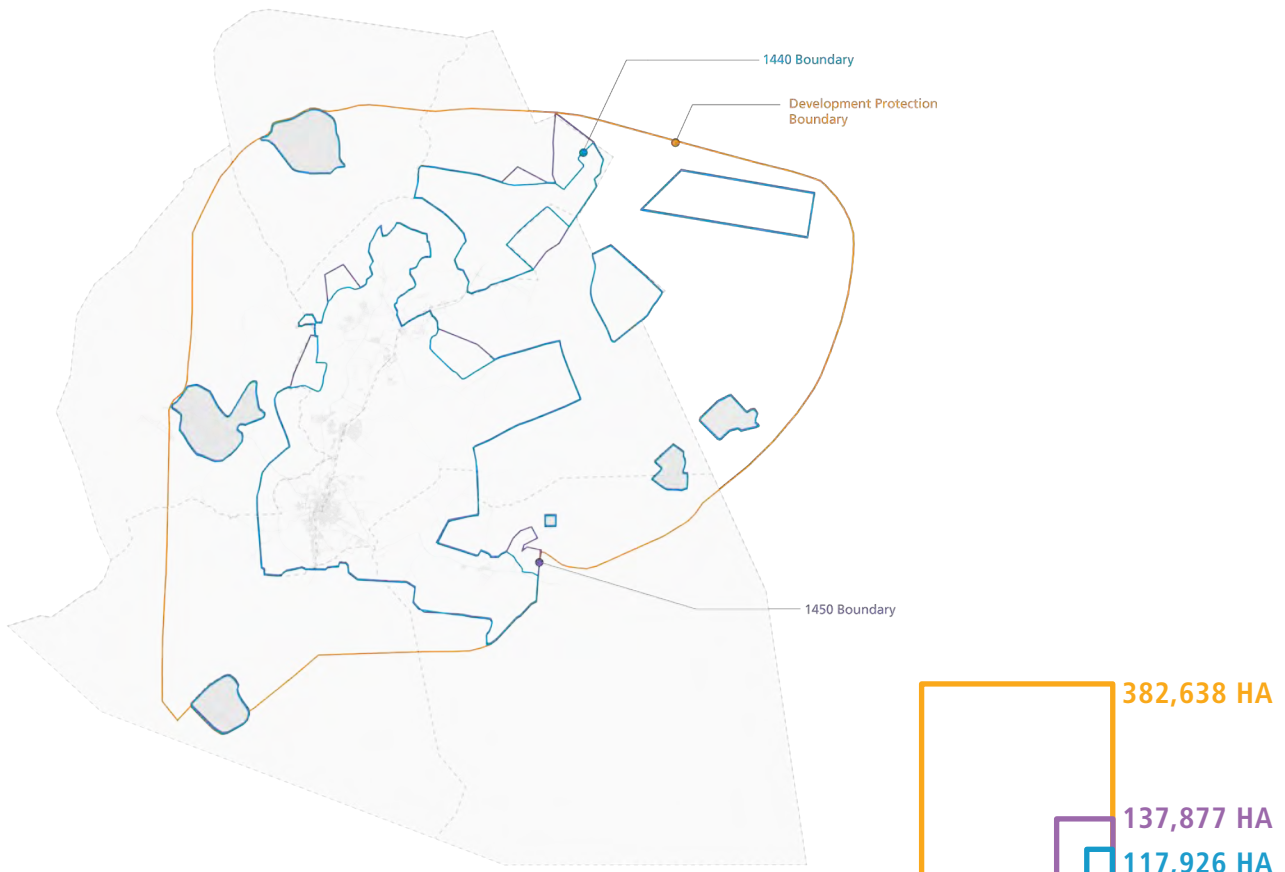 1440 Boundary
Development Protection
Boundary
1450 Boundary
382,638 HA
137,877 HA
117,926 HA